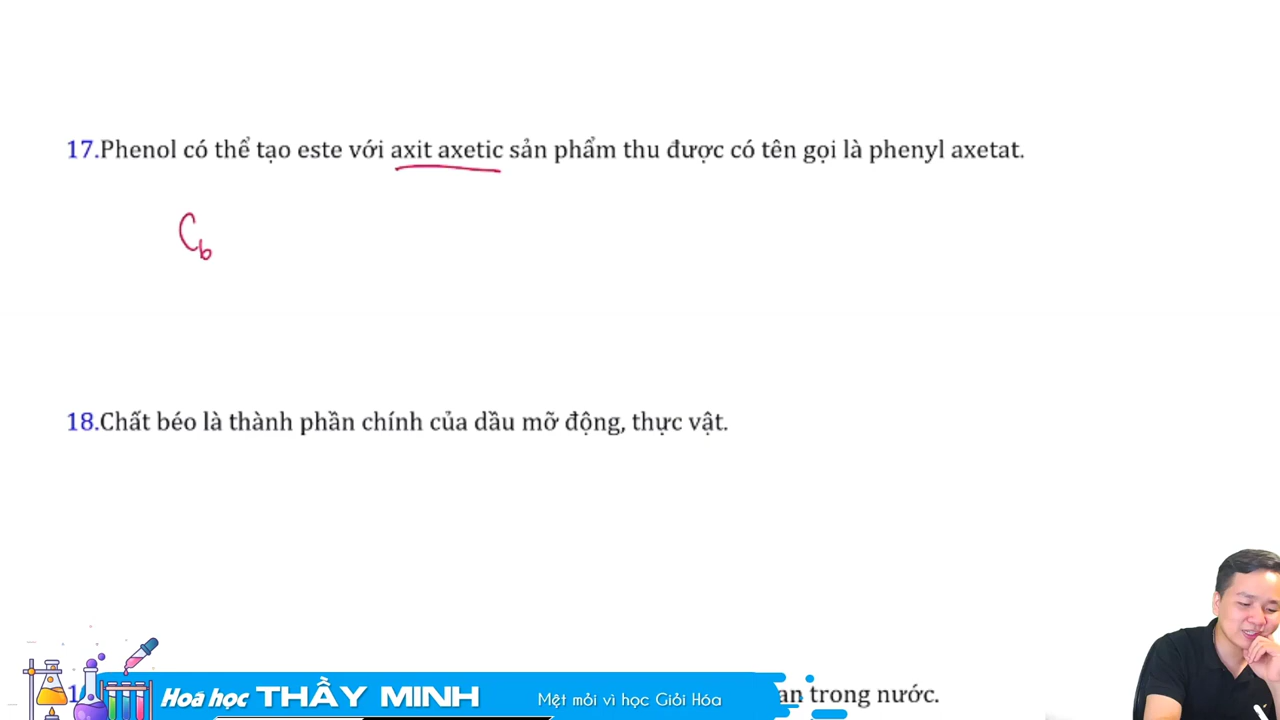 17.Phenol có thể tạo este với axit axetic sản phẩm thu được có tên gọi là phenyl axetat.
C6
18.Chất béo là thành phần chính của dầu mỡ động, thực vật.
an trong nước.
Hoá học THẦY MINH
Mệt mỏi vì học Giỏi Hóa